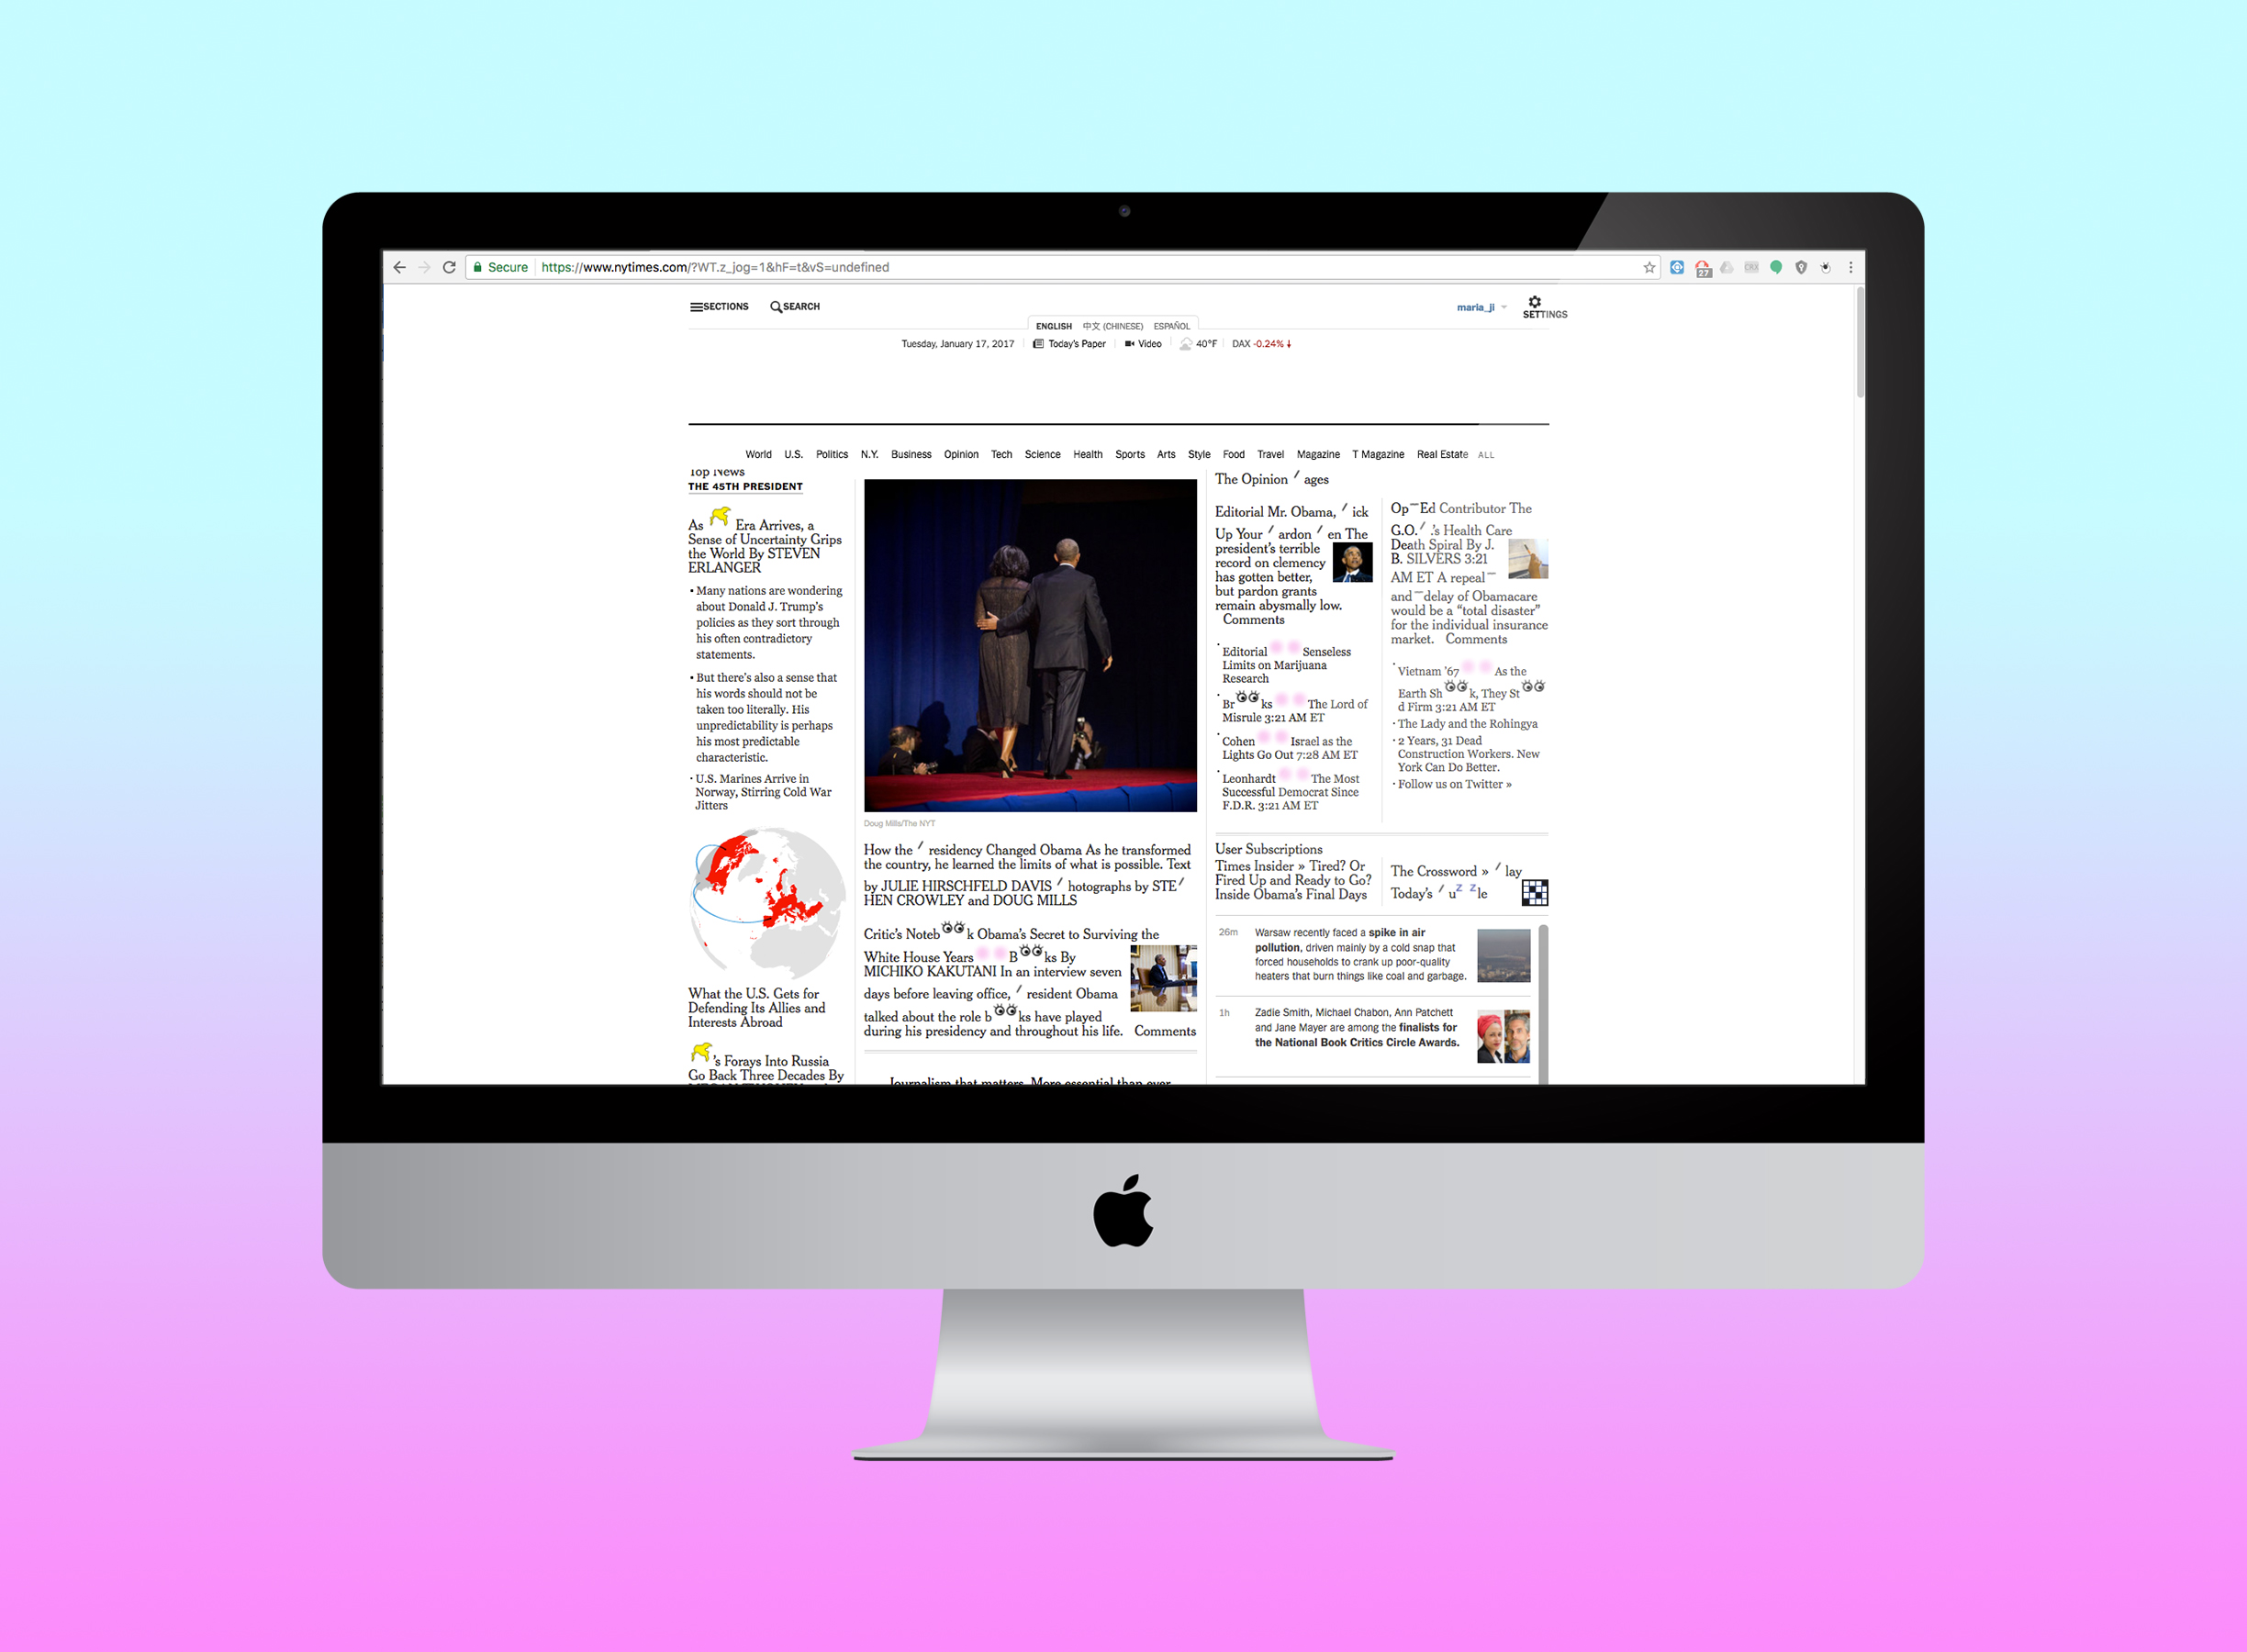 Secure https://www.nytimes.com/?WT.z_jog=1&hF=t&vS=undefined
27
CRX
SECTIONS SEARCH
maria_ji
SETTINGS
ENGLISH 中文 (CHINESE) ESPAÑOL
Tuesday, January 17, 2017 Today's Paper Video 40°F DAX -0.24%
World U.S. Politics N.Y. Business Opinion Tech Science Health Sports Arts Style Food Travel Magazine T Magazine Real Estate ALL
Top News
THE 45TH PRESIDENT
As Era Arrives, a
Sense of Uncertainty Grips
the World By STEVEN
ERLANGER
• Many nations are wondering
about Donald J. Trump's
policies as they sort through
his often contradictory
statements.
• But there's also a sense that
his words should not be
taken too literally. His
unpredictability is perhaps
his most predictable
characteristic.
· U.S. Marines Arrive in
Norway, Stirring Cold War
Jitters
What the U.S. Gets for
Defending Its Allies and
Interests Abroad
's Forays Into Russia
Go Back Three Decades By
Doug Mills/The NYT
How the residency Changed Obama As he transformed
the country, he learned the limits of what is possible. Text
by JULIE HIRSCHFELD DAVIS hotographs by STE
HEN CROWLEY and DOUG MILLS
Critic's Noteb k Obama's Secret to Surviving the
White House Years B ks By
MICHIKO KAKUTANI In an interview seven
days before leaving office, resident Obama
talked about the role b ks have played
during his presidency and throughout his life. Comments
Journalism that matters. More essential than ever.
The Opinion ages
Editorial Mr. Obama, ick
Up Your ardon en The
president's terrible
record on clemency
has gotten better,
but pardon grants
remain abysmally low.
Comments
· Editorial Senseless
Limits on Marijuana
Research
· Br ks The Lord of
Misrule 3:21 AM ET
· Cohen Israel as the
Lights Go Out 7:28 AM ET
· Leonhardt The Most
Successful Democrat Since
F.D.R. 3:21 AM ET
Op Ed Contributor The
G.O. .'s Health Care
Death Spiral By J.
B. SILVERS 3:21
AM ET A repeal
and delay of Obamacare
would be a “total disaster”
for the individual insurance
market. Comments
· Vietnam '67 As the
Earth Sh k, They St
d Firm 3:21 AM ET
· The Lady and the Rohingya
· 2 Years, 31 Dead
Construction Workers. New
York Can Do Better.
· Follow us on Twitter »
User Subscriptions
Times Insider » Tired? Or
Fired Up and Ready to Go?
Inside Obama's Final Days
The Crossword » lay
Today's uzzle
26m
Warsaw recently faced a spike in air
pollution, driven mainly by a cold snap that
forced households to crank up poor-quality
heaters that burn things like coal and garbage.
1h
Zadie Smith, Michael Chabon, Ann Patchett
and Jane Mayer are among the finalists for
the National Book Critics Circle Awards.